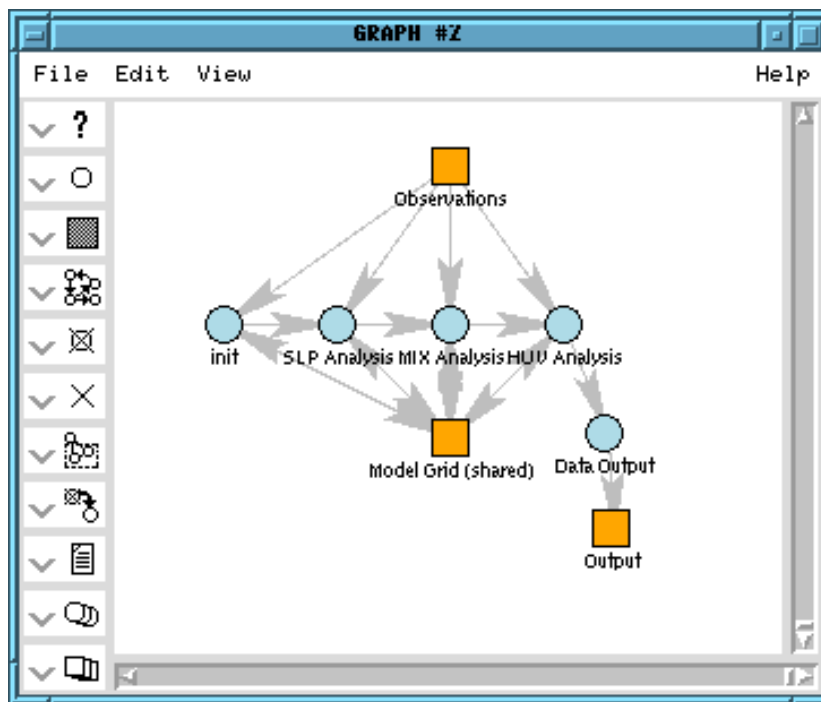 GRAPH #2
File Edit View Help
?
Observations
init SLP Analysis MIX Analysis HUV Analysis
Model Grid (shared) Data Output
Output